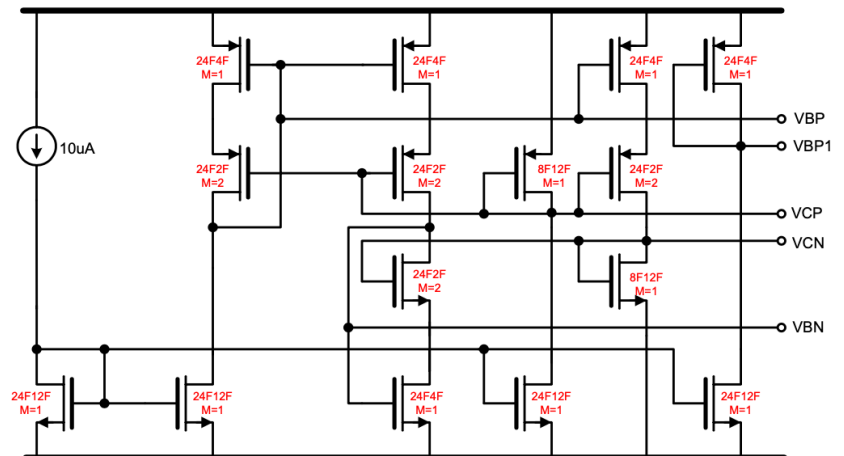 24F4F
M=1
24F4F
M=1
24F4F
M=1
24F4F
M=1
VBP
10uA
VBP1
24F2F
M=2
24F2F
M=2
8F12F
M=1
24F2F
M=2
VCP
VCN
24F2F
M=2
8F12F
M=1
VBN
24F12F
M=1
24F12F
M=1
24F4F
M=1
24F12F
M=1
24F12F
M=1